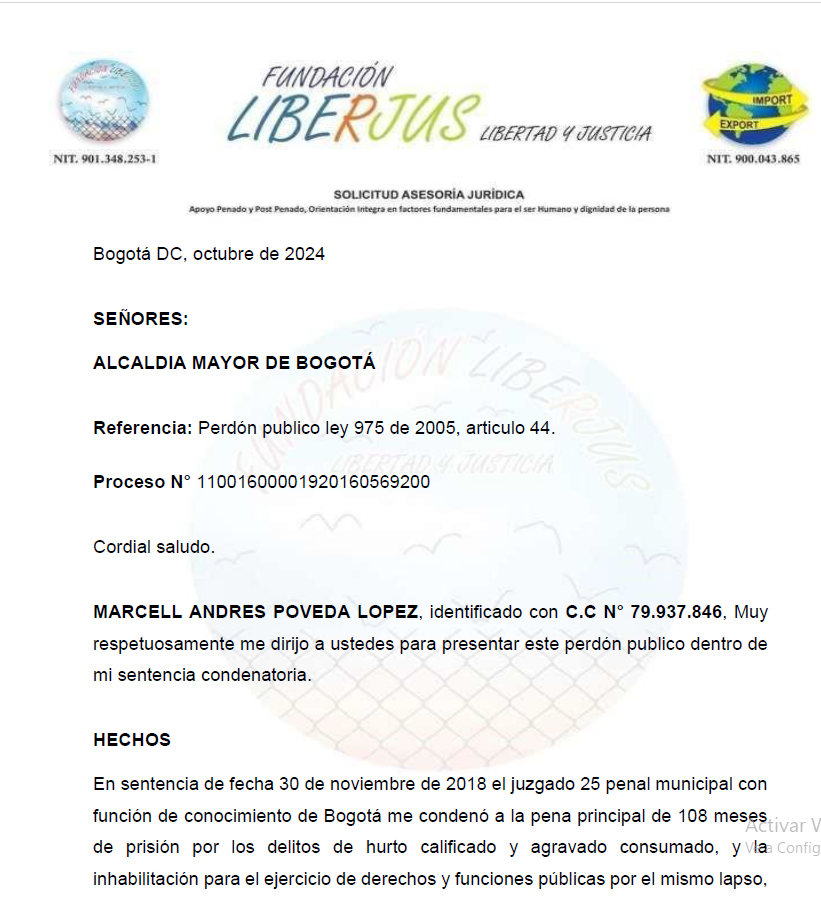 FUNDACIÓN LIBERJUS
FUNDACIÓN
LIBERJUS LIBERTAD Y JUSTICIA
IMPORT
EXPORT
NIT. 901.348.253-1
NIT. 900.043.865
SOLICITUD ASESORÍA JURÍDICA
Apoyo Penado y Post Penado, Orientación Integra en factores fundamentales para el ser Humano y dignidad de la persona
Bogotá DC, octubre de 2024
SEÑORES:
ALCALDIA MAYOR DE BOGOTÁ
FUNDACIÓN LIBERJUS
LIBERTAD Y JUSTICIA
Referencia: Perdón publico ley 975 de 2005, articulo 44.
Proceso N° 11001600001920160569200
Cordial saludo.
MARCELL ANDRES POVEDA LOPEZ, identificado con C.C N° 79.937.846, Muy
respetuosamente me dirijo a ustedes para presentar este perdón publico dentro de
mi sentencia condenatoria.
HECHOS
En sentencia de fecha 30 de noviembre de 2018 el juzgado 25 penal municipal con
función de conocimiento de Bogotá me condenó a la pena principal de 108 meses
de prisión por los delitos de hurto calificado y agravado consumado, y la
inhabilitación para el ejercicio de derechos y funciones públicas por el mismo lapso,
Activar
Config